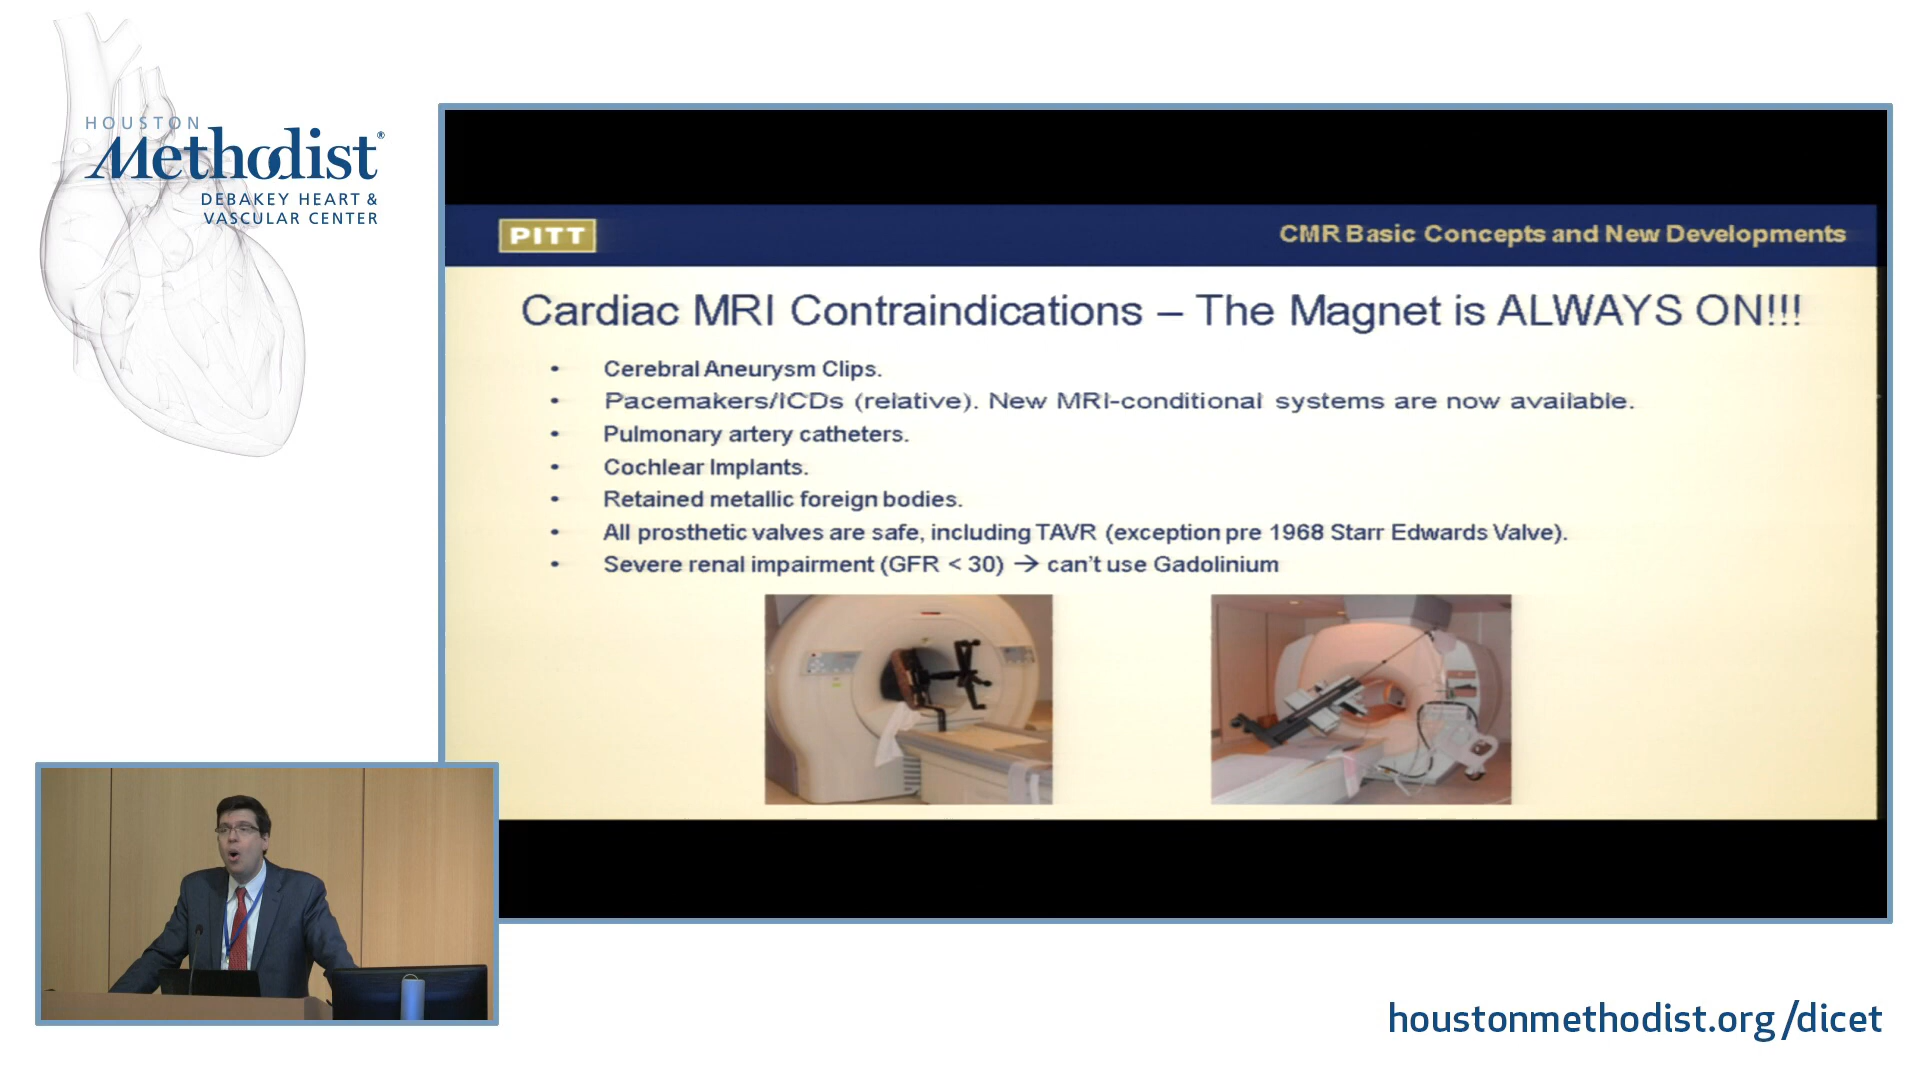 HOUSTON
Methodist®
DEBAKEY HEART &
VASCULAR CENTER
PITT
CMR Basic Concepts and New Developments
Cardiac MRI Contraindications – The Magnet is ALWAYS ON!!!
• Cerebral Aneurysm Clips.
• Pacemakers/ICDs (relative). New MRI-conditional systems are now available.
• Pulmonary artery catheters.
• Cochlear Implants.
• Retained metallic foreign bodies.
• All prosthetic valves are safe, including TAVR (exception pre 1968 Starr Edwards Valve).
• Severe renal impairment (GFR < 30) → can't use Gadolinium
houstonmethodist.org/dicet